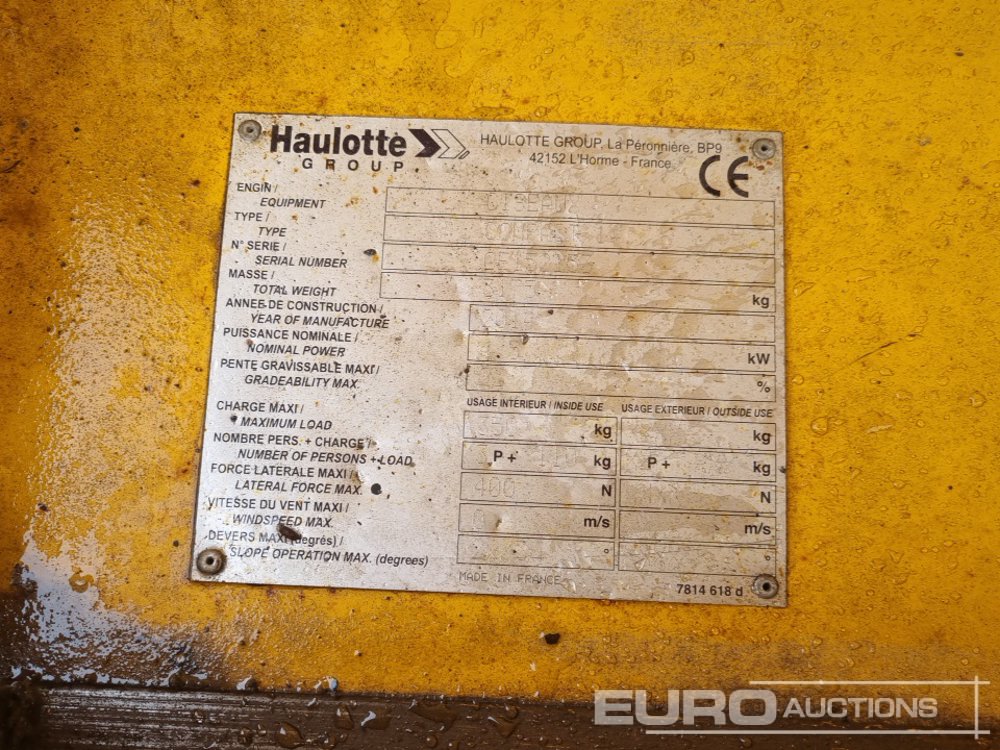 Haulotte
GROUP
HAULOTTE GROUP, La Péronnière, BP9
42152 L'Horme - France
CE
ENGIN /
EQUIPMENT
CISEAUX
TYPE /
TYPE
COMPACT
N° SERIE /
SERIAL NUMBER
MASSE /
TOTAL WEIGHT
kg
ANNEE DE CONSTRUCTION /
YEAR OF MANUFACTURE
PUISSANCE NOMINALE /
NOMINAL POWER
kW
PENTE GRAVISSABLE MAXI /
GRADEABILITY MAX.
%
USAGE INTERIEUR / INSIDE USE USAGE EXTERIEUR / OUTSIDE USE
CHARGE MAXI /
MAXIMUM LOAD
kg kg
NOMBRE PERS. + CHARGE /
NUMBER OF PERSONS + LOAD
P + kg P + kg
FORCE LATERALE MAXI /
LATERAL FORCE MAX.
400 N N
VITESSE DU VENT MAXI /
WINDSPEED MAX.
m/s m/s
DEVERS MAXI (degrés) /
SLOPE OPERATION MAX. (degrees)
° °
MADE IN FRANCE
7814 618 d
EURO AUCTIONS